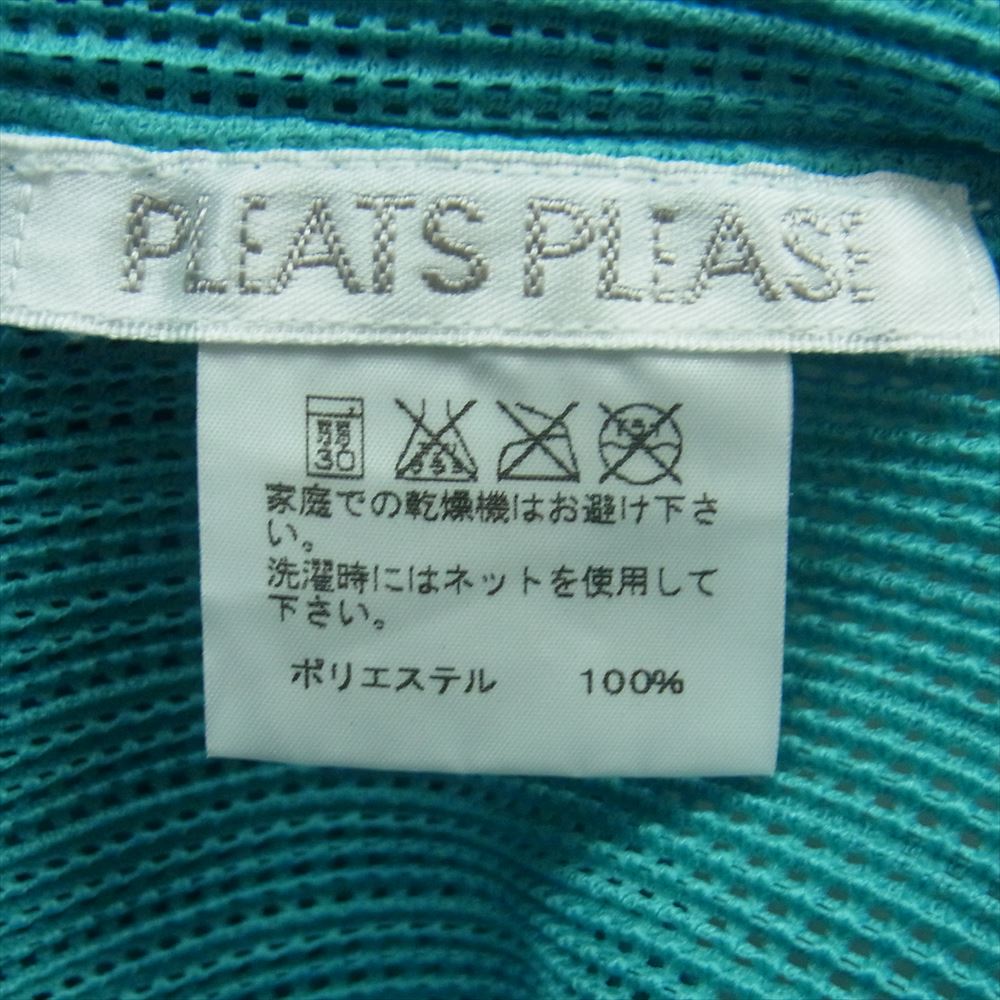 PLEATS PLEASE
弱
30
家庭での乾燥機はお避け下さ
い。
洗濯時にはネットを使用して
下さい。
ポリエステル 100%